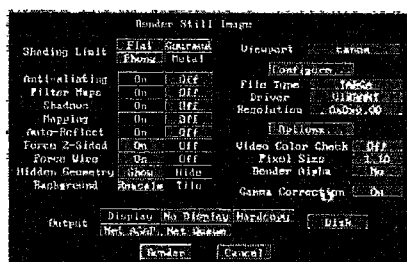 Render Still Image
Shading Limit Flat Gouraud
Phong Metal
Viewport
Configure
Anti-aliasing On Off
Filter Maps On Off
Shadows On Off
Mapping On Off
Auto-Reflect On Off
Force 2-Sided On Off
Force Wire On Off
Hidden Geometry Show Hide
Background Rescale Tile
File Type TARGA
Driver
Resolution
Options
Video Color Check Off
Pixel Size
Render Alpha No
Gamma Correction On
Output Display No Display Hardcopy
Net ASAP Net Queue
Disk
Render Cancel